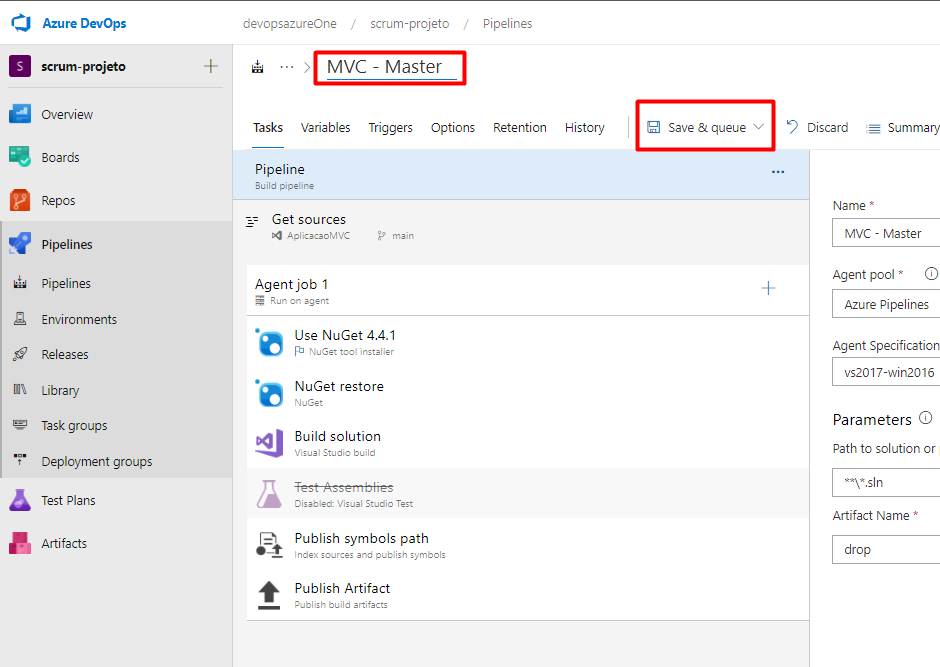 Azure DevOps
devopsazureOne / scrum-projeto / Pipelines
S scrum-projeto +
Overview
Boards
Repos
Pipelines
Pipelines
Environments
Releases
Library
Task groups
Deployment groups
Test Plans
Artifacts
··· > MVC - Master
Tasks Variables Triggers Options Retention History Save & queue Discard Summary
Pipeline
Build pipeline
Get sources
AplicacaoMVC main
Agent job 1
Run on agent
Use NuGet 4.4.1
NuGet tool installer
NuGet restore
NuGet
Build solution
Visual Studio build
Test Assemblies
Disabled: Visual Studio Test
Publish symbols path
Index sources and publish symbols
Publish Artifact
Publish build artifacts
Name *
MVC - Master
Agent pool *
Azure Pipelines
Agent Specification
vs2017-win2016
Parameters
Path to solution or
**\*.sln
Artifact Name *
drop